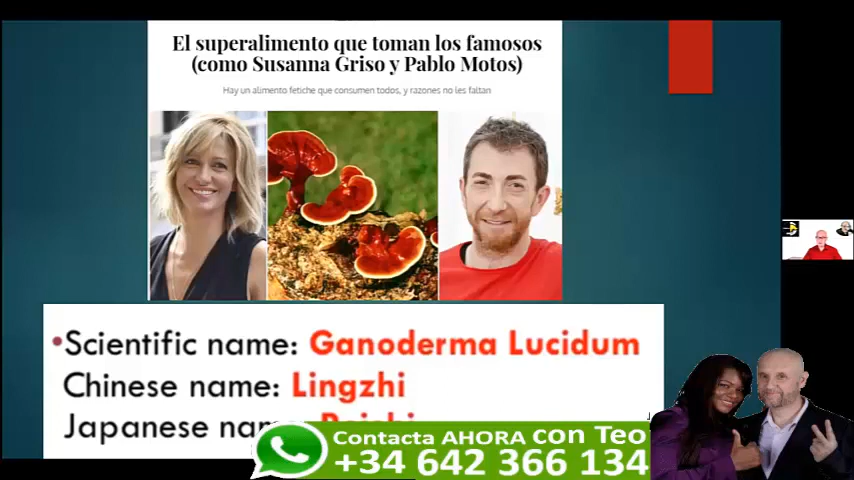 El superalimento que toman los famosos
(como Susanna Griso y Pablo Motos)
Hay un alimento fetiche que consumen todos, y razones no les faltan
•Scientific name: Ganoderma Lucidum
Chinese name: Lingzhi
Japanese name: Reishi
Contacta AHORA con Teo
+34 642 366 134